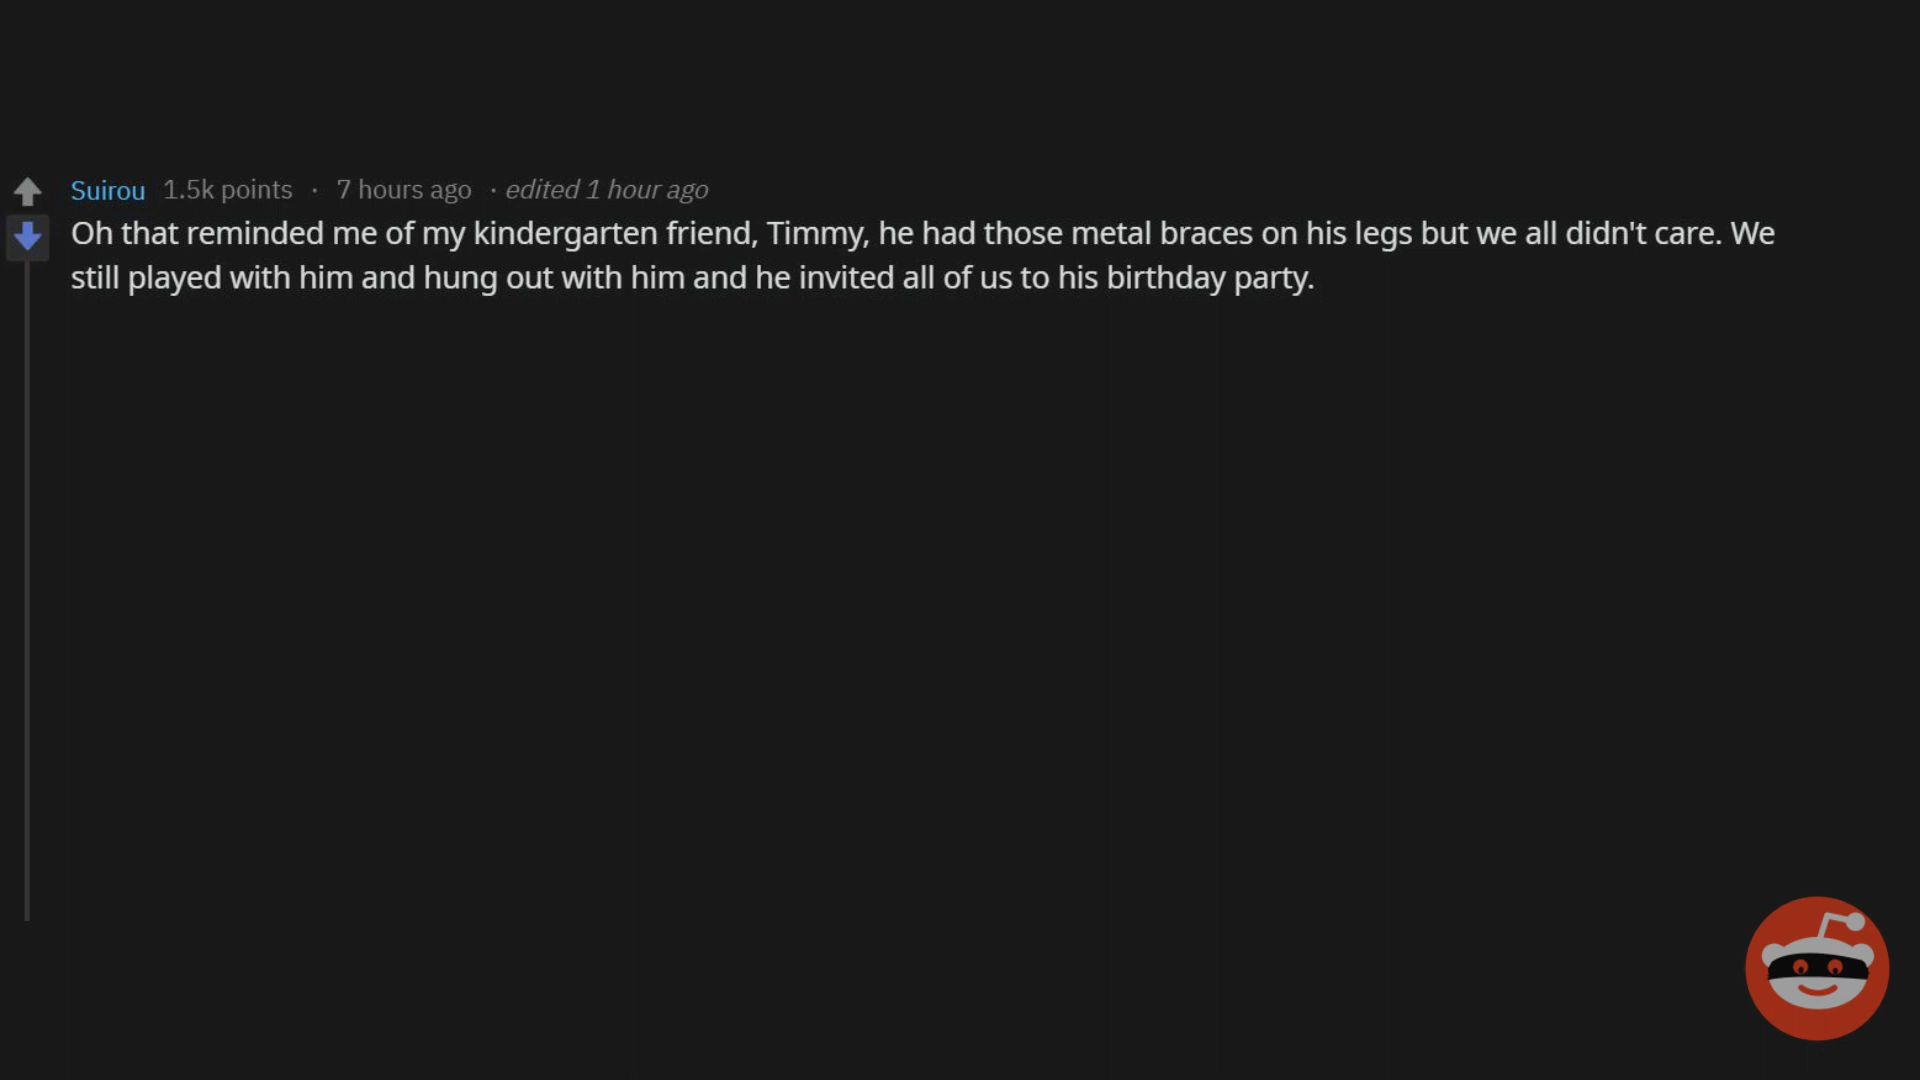 Suirou 1.5k points · 7 hours ago · edited 1 hour ago
Oh that reminded me of my kindergarten friend, Timmy, he had those metal braces on his legs but we all didn't care. We
still played with him and hung out with him and he invited all of us to his birthday party.